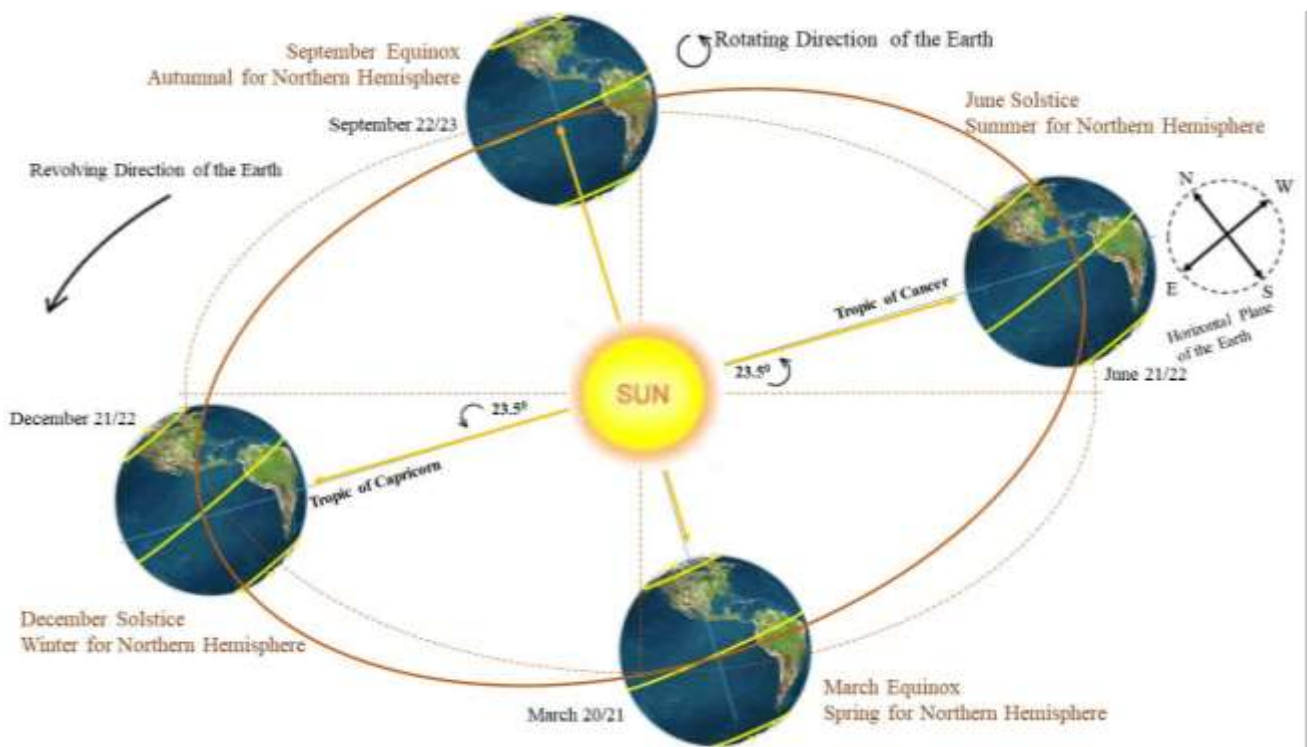 September Equinox
Autumnal for Northern Hemisphere
September 22/23
Rotating Direction of the Earth
June Solstice
Summer for Northern Hemisphere
Revolving Direction of the Earth
N
W
E
S
Horizontal Plane
of the Earth
Tropic of Cancer
23.5⁰
June 21/22
SUN
December 21/22
23.5⁰
Tropic of Capricorn
December Solstice
Winter for Northern Hemisphere
March 20/21
March Equinox
Spring for Northern Hemisphere